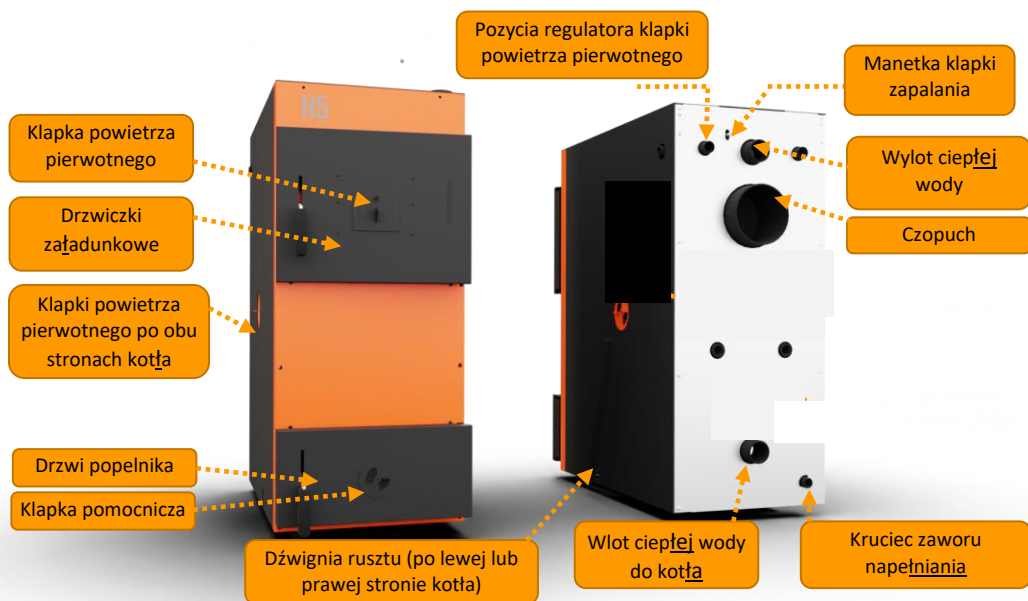 Pozycia regulatora klapki
powietrza pierwotnego
Manetka klapki
zapalania
H5
Klapka powietrza
pierwotnego
Wylot ciepłej
wody
Drzwiczki
załadunkowe
Czopuch
Klapki powietrza
pierwotnego po obu
stronach kotła
Drzwi popelnika
Klapka pomocnicza
Dźwignia rusztu (po lewej lub
prawej stronie kotła)
Wlot ciepłej wody
do kotła
Kruciec zaworu
napełniania